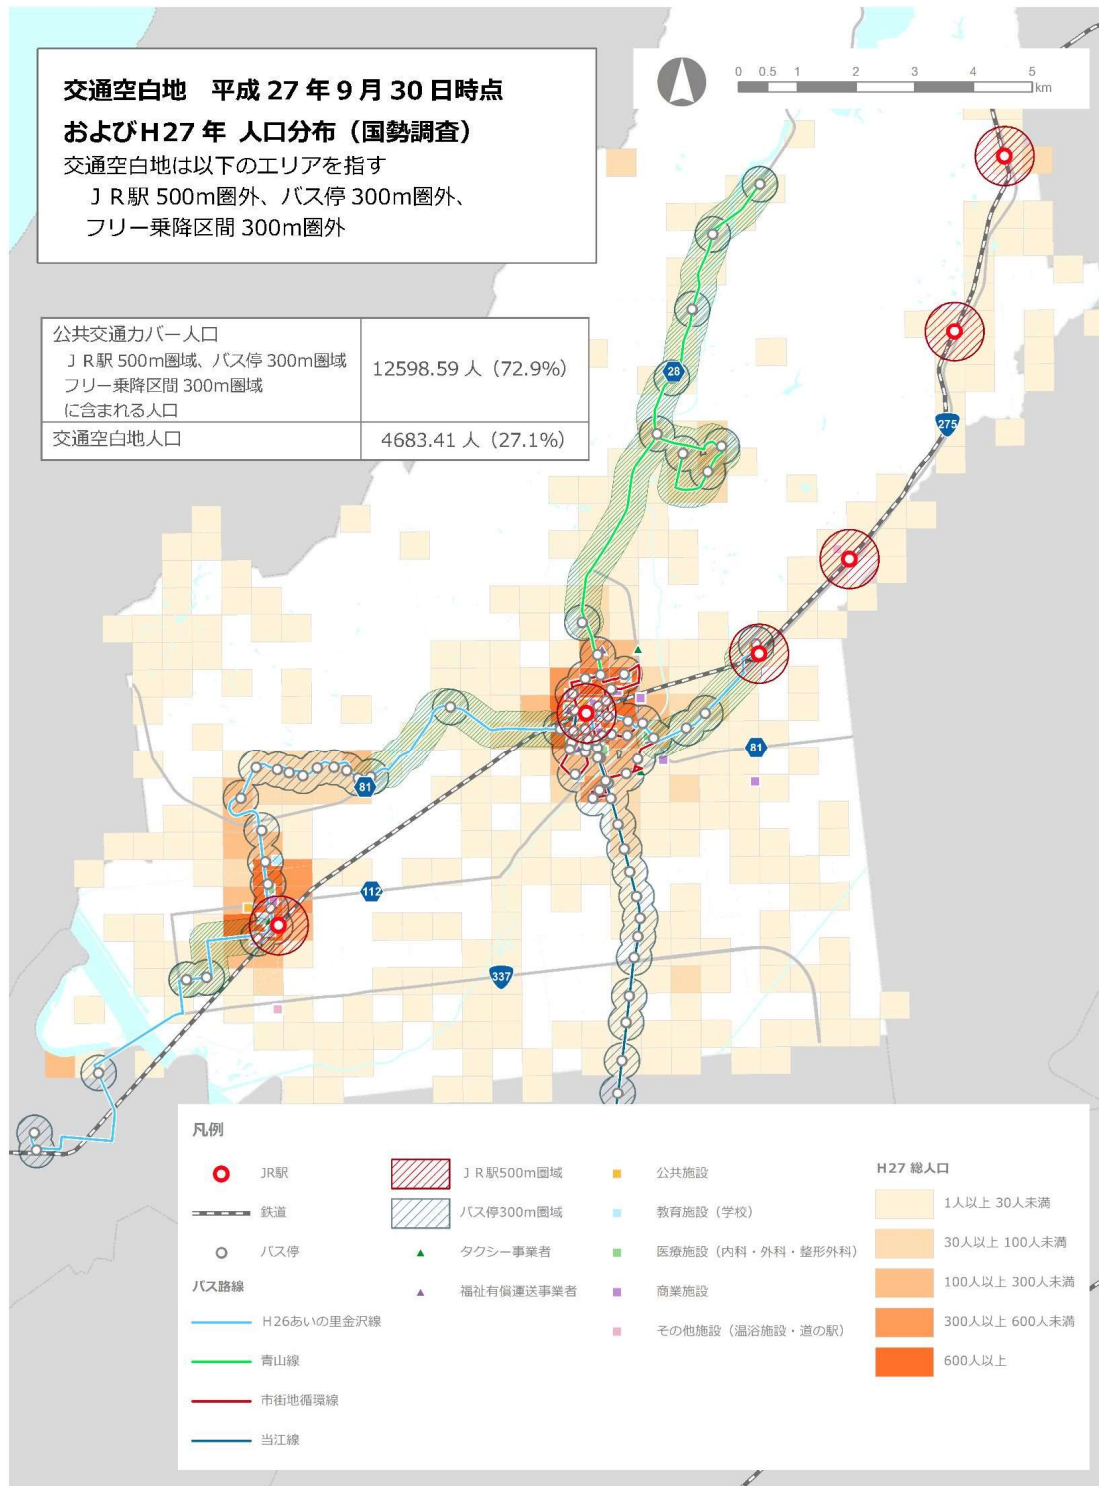 交通空白地　平成 27 年 9 月 30 日時点
およびＨ27 年 人口分布（国勢調査）
交通空白地は以下のエリアを指す
ＪＲ駅 500m圏外、バス停 300m圏外、
フリー乗降区間 300m圏外
0 0.5 1 2 3 4 5
km
公共交通カバー人口
ＪＲ駅 500m圏域、バス停 300m圏域
フリー乗降区間 300m圏域
に含まれる人口
12598.59 人（72.9%）
交通空白地人口
4683.41 人（27.1%）
28
275
81
81
112
337
凡例
JR駅
鉄道
バス停
バス路線
H26あいの里金沢線
青山線
市街地循環線
当江線
ＪＲ駅500m圏域
バス停300m圏域
タクシー事業者
福祉有償運送事業者
公共施設
教育施設（学校）
医療施設（内科・外科・整形外科）
商業施設
その他施設（温浴施設・道の駅）
H27 総人口
1人以上 30人未満
30人以上 100人未満
100人以上 300人未満
300人以上 600人未満
600人以上